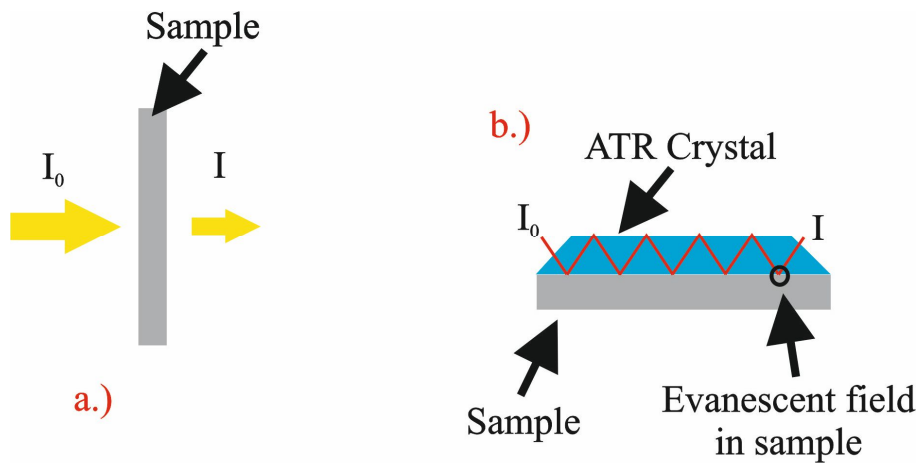 Sample
I₀
I
a.)
b.)
ATR Crystal
I₀
I
Sample
Evanescent field
in sample